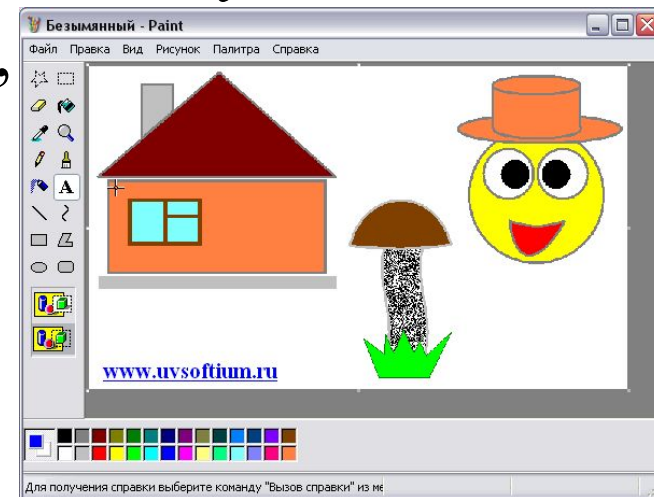 Безымянный - Paint
Файл Правка Вид Рисунок Палитра Справка
A
www.uvsoftium.ru
Для получения справки выберите команду "Вызов справки" из ме